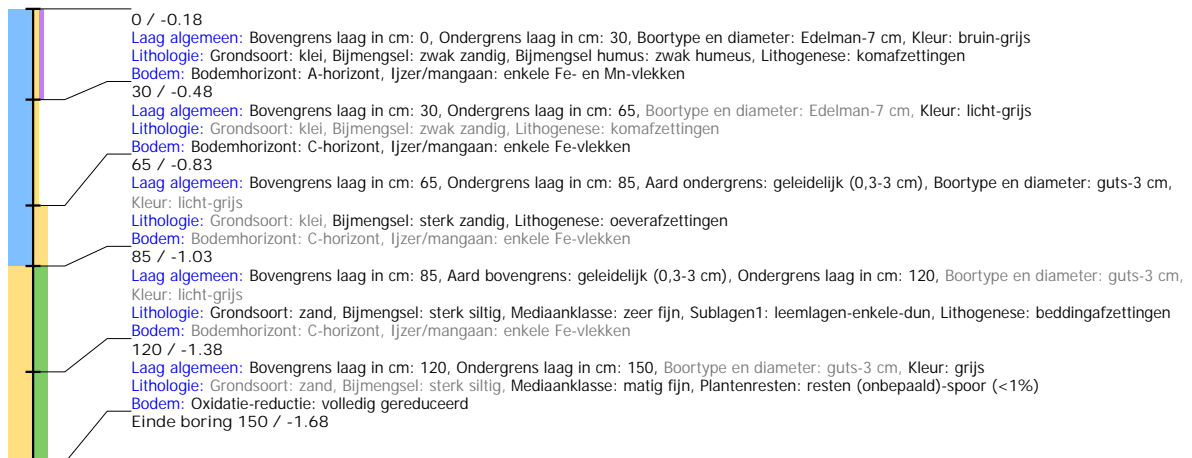 0 / -0.18
Laag algemeen: Bovengrens laag in cm: 0, Ondergrens laag in cm: 30, Boortype en diameter: Edelman-7 cm, Kleur: bruin-grijs
Lithologie: Grondsoort: klei, Bijmengsel: zwak zandig, Bijmengsel humus: zwak humeus, Lithogenese: komafzettingen
Bodem: Bodemhorizont: A-horizont, Ijzer/mangaan: enkele Fe- en Mn-vlekken
30 / -0.48
Laag algemeen: Bovengrens laag in cm: 30, Ondergrens laag in cm: 65, Boortype en diameter: Edelman-7 cm, Kleur: licht-grijs
Lithologie: Grondsoort: klei, Bijmengsel: zwak zandig, Lithogenese: komafzettingen
Bodem: Bodemhorizont: C-horizont, Ijzer/mangaan: enkele Fe-vlekken
65 / -0.83
Laag algemeen: Bovengrens laag in cm: 65, Ondergrens laag in cm: 85, Aard ondergrens: geleidelijk (0,3-3 cm), Boortype en diameter: guts-3 cm,
Kleur: licht-grijs
Lithologie: Grondsoort: klei, Bijmengsel: sterk zandig, Lithogenese: oeverafzettingen
Bodem: Bodemhorizont: C-horizont, Ijzer/mangaan: enkele Fe-vlekken
85 / -1.03
Laag algemeen: Bovengrens laag in cm: 85, Aard bovengrens: geleidelijk (0,3-3 cm), Ondergrens laag in cm: 120, Boortype en diameter: guts-3 cm,
Kleur: licht-grijs
Lithologie: Grondsoort: zand, Bijmengsel: sterk siltig, Mediaanklasse: zeer fijn, Sublagen1: leemlagen-enkele-dun, Lithogenese: beddingafzettingen
Bodem: Bodemhorizont: C-horizont, Ijzer/mangaan: enkele Fe-vlekken
120 / -1.38
Laag algemeen: Bovengrens laag in cm: 120, Ondergrens laag in cm: 150, Boortype en diameter: guts-3 cm, Kleur: grijs
Lithologie: Grondsoort: zand, Bijmengsel: sterk siltig, Mediaanklasse: matig fijn, Plantenresten: resten (onbepaald)-spoor (<1%)
Bodem: Oxidatie-reductie: volledig gereduceerd
Einde boring 150 / -1.68